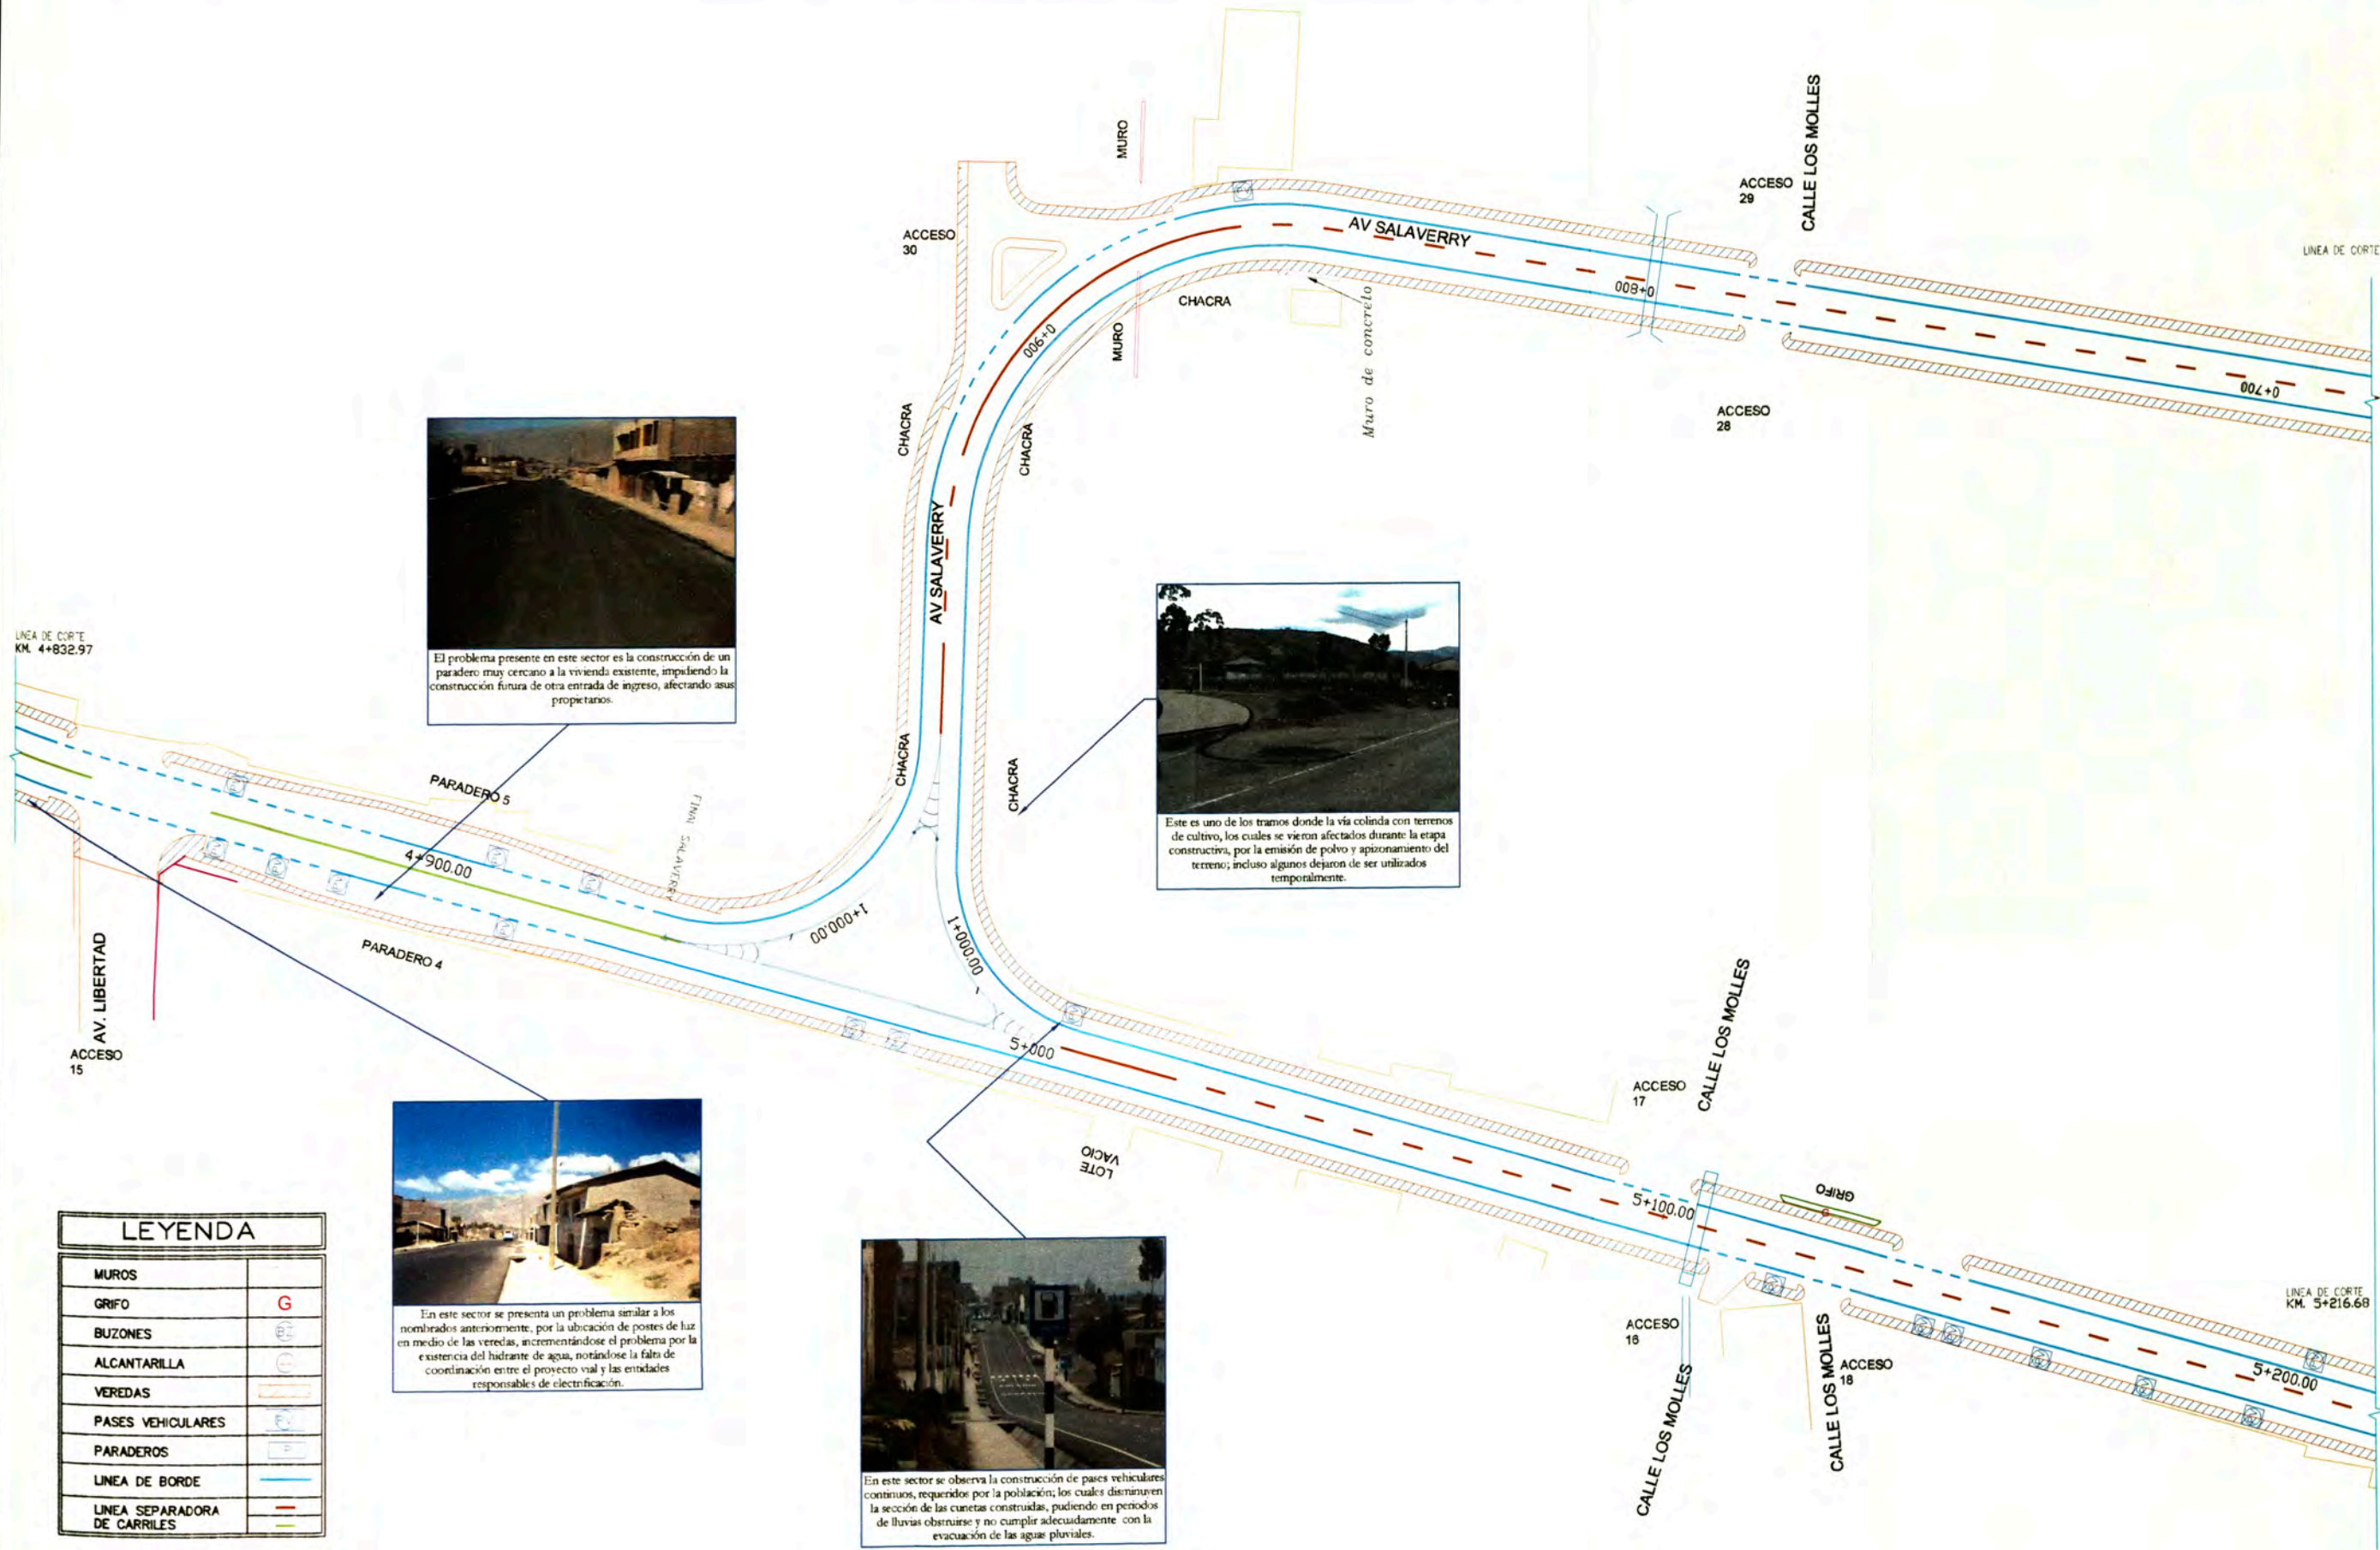 MURO
CALLE LOS MOLLES
ACCESO
29
ACCESO
30
AV SALAVERRY
LINEA DE CORTE
0+800
CHACRA
MURO
0+900
Muro de concreto
0+700
ACCESO
28
CHACRA
CHACRA
AV SALAVERRY
LINEA DE CORTE
KM. 4+832.97
El problema presente en este sector es la construcción de un
paradero muy cercano a la vivienda existente, impidiendo la
construcción futura de otra entrada de ingreso, afectando asus
propietarios.
CHACRA
CHACRA
Este es uno de los tramos donde la vía colinda con terrenos
de cultivo, los cuales se vieron afectados durante la etapa
constructiva, por la emisión de polvo y apizonamiento del
terreno; incluso algunos dejaron de ser utilizados
temporalmente.
PARADERO 5
FINAL SALAVERRY
4+900.00
1+000.00
1+000.00
PARADERO 4
AV. LIBERTAD
ACCESO
15
5+000
CALLE LOS MOLLES
ACCESO
17
LOTE
VACIO
5+100.00
GRIFO
G
En este sector se presenta un problema similar a los
nombrados anteriormente, por la ubicación de postes de luz
en medio de las veredas, incrementándose el problema por la
existencia del hidrante de agua, notándose la falta de
coordinación entre el proyecto vial y las entidades
responsables de electrificación.
LINEA DE CORTE
KM. 5+216.68
ACCESO
16
CALLE LOS MOLLES
CALLE LOS MOLLES
ACCESO
18
5+200.00
En este sector se observa la construcción de pases vehiculares
continuos, requeridos por la población; los cuales disminuyen
la sección de las cunetas construidas, pudiendo en periodos
de lluvias obstruirse y no cumplir adecuadamente con la
evacuación de las aguas pluviales.
LEYENDA
MUROS
GRIFO G
BUZONES
ALCANTARILLA
VEREDAS
PASES VEHICULARES
PARADEROS
LINEA DE BORDE
LINEA SEPARADORA
DE CARRILES